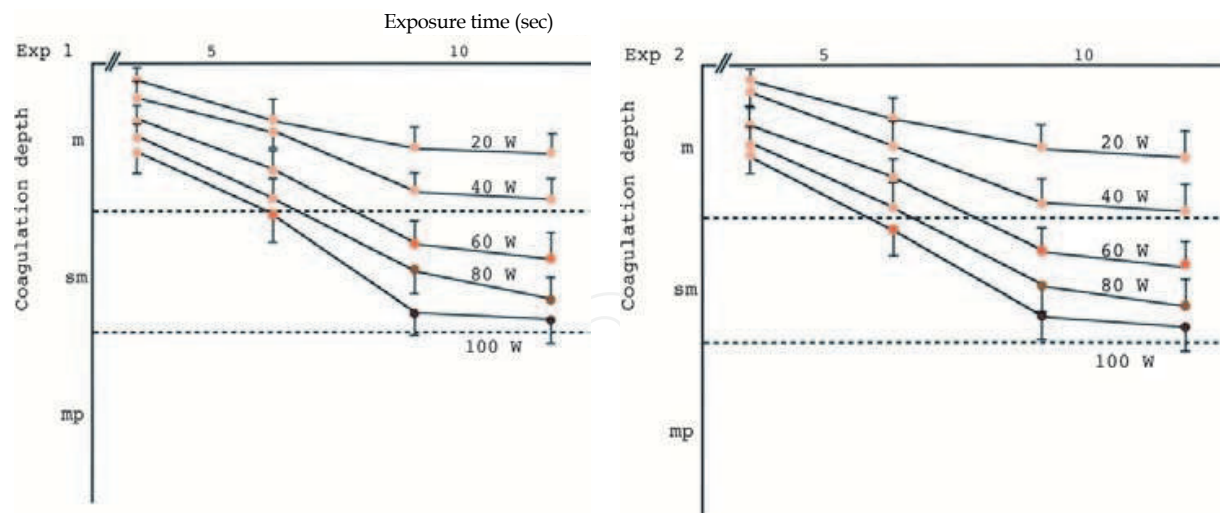 Exposure time (sec)
Exp 1
5
10
Coagulation depth
m
sm
mp
20 W
40 W
60 W
80 W
100 W
Exp 2
5
10
Coagulation depth
m
sm
mp
20 W
40 W
60 W
80 W
100 W